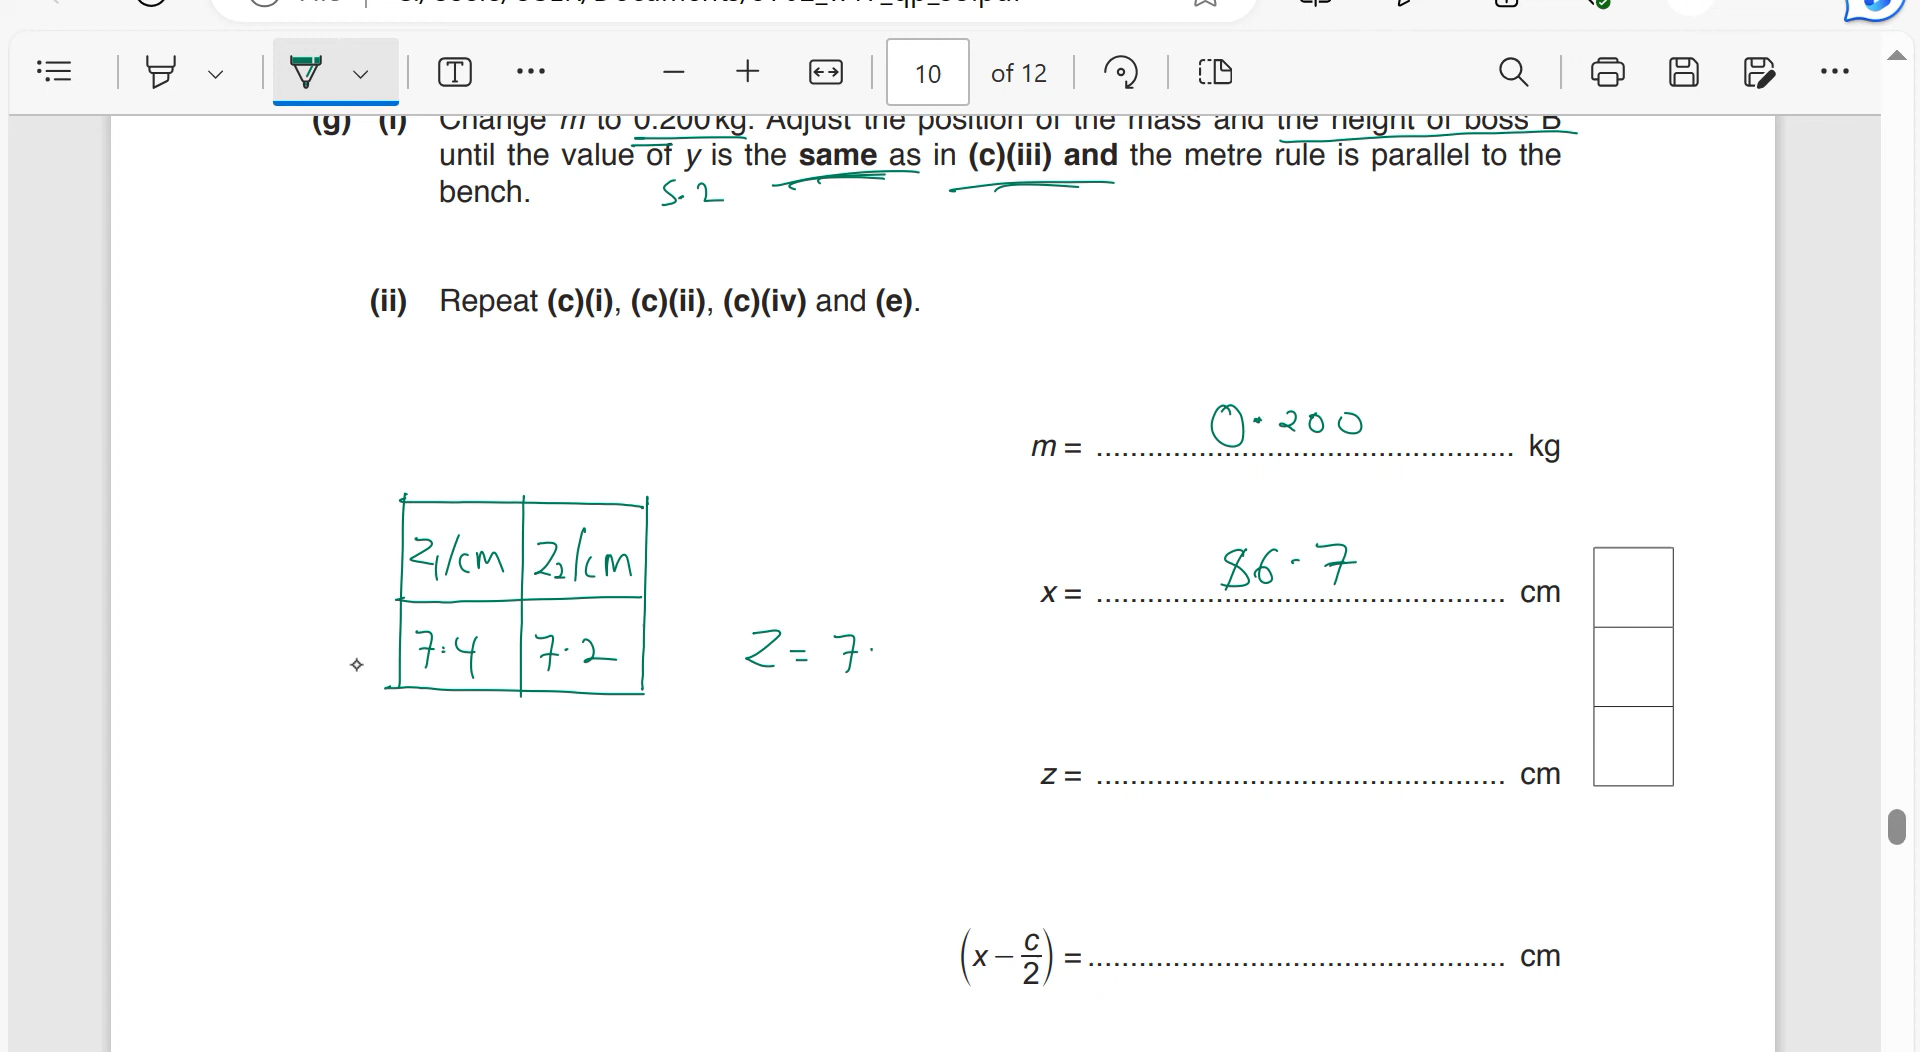 10 of 12
(g) (i) Change m to 0.200 kg. Adjust the position of the mass and the height of boss B
until the value of y is the same as in (c)(iii) and the metre rule is parallel to the
bench.
5.2
(ii) Repeat (c)(i), (c)(ii), (c)(iv) and (e).
m = 0.200 kg
Z1/cm Z2/cm
x = 86.7 cm
7.4 7.2
Z = 7.
z = .................... cm
(x – c/2) = .................... cm